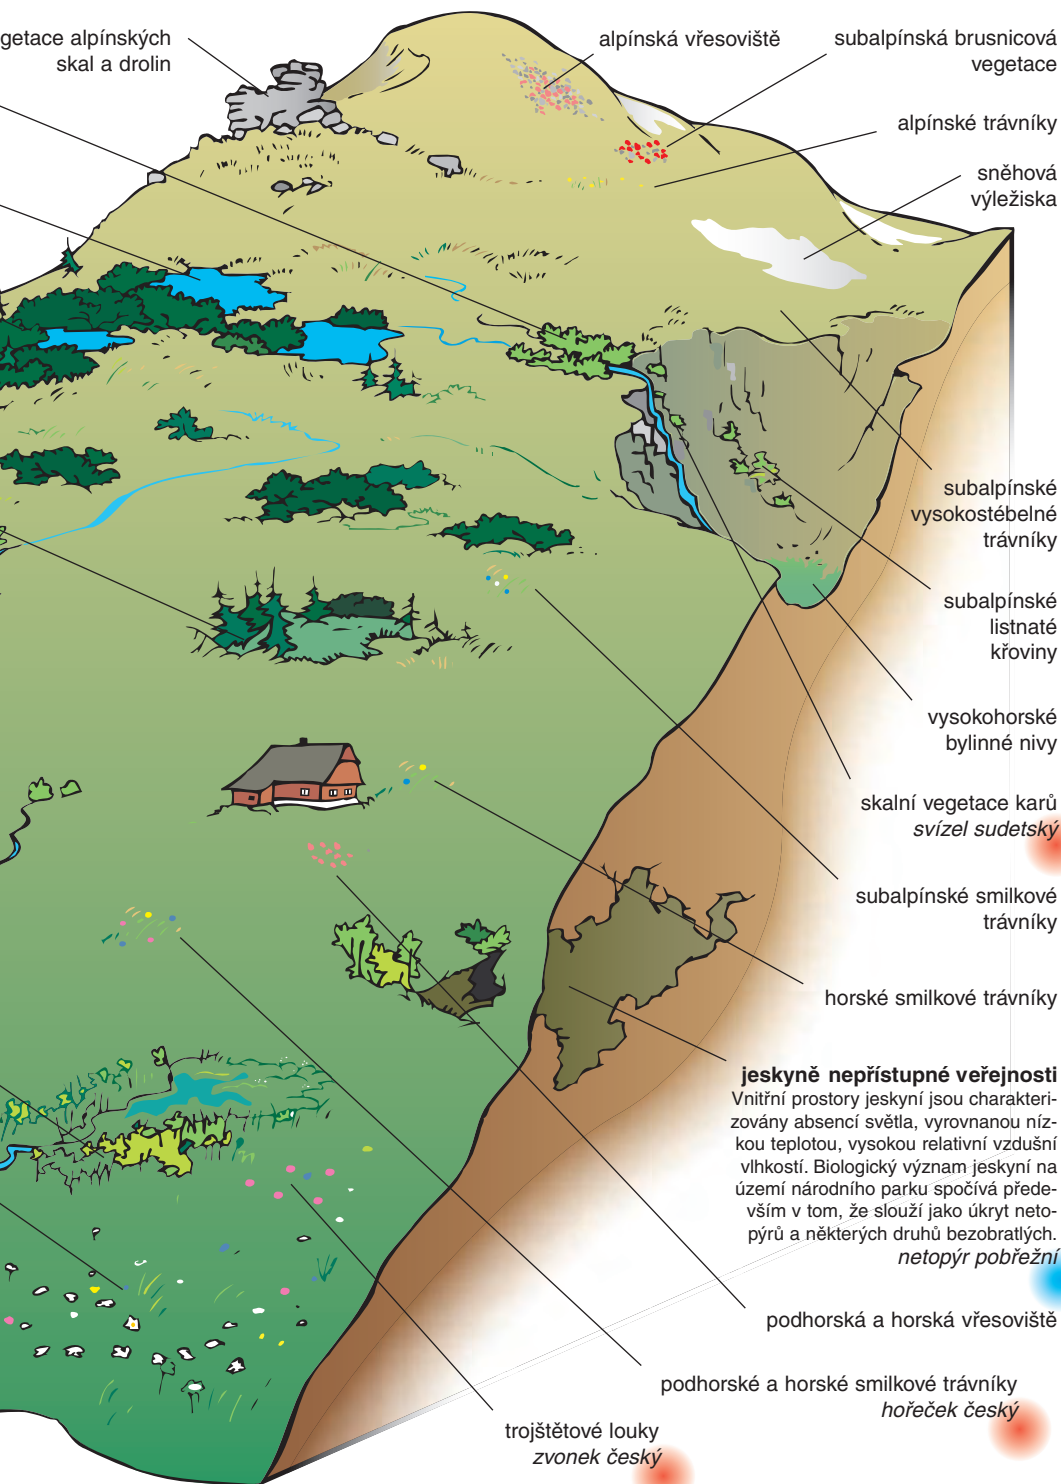 getace alpínských
skal a drolin
alpínská vřesoviště
subalpínská brusnicová
vegetace
alpínské trávníky
sněhová
výležiska
subalpínské
vysokostébelné
trávníky
subalpínské
listnaté
křoviny
vysokohorské
bylinné nivy
skalní vegetace karů
svízel sudetský
subalpínské smilkové
trávníky
horské smilkové trávníky
jeskyně nepřístupné veřejnosti
Vnitřní prostory jeskyní jsou charakteri-
zovány absencí světla, vyrovnanou níz-
kou teplotou, vysokou relativní vzdušní
vlhkostí. Biologický význam jeskyní na
území národního parku spočívá přede-
vším v tom, že slouží jako úkryt neto-
pýrů a některých druhů bezobratlých.
netopýr pobřežní
podhorská a horská vřesoviště
podhorské a horské smilkové trávníky
hořeček český
trojštětové louky
zvonek český